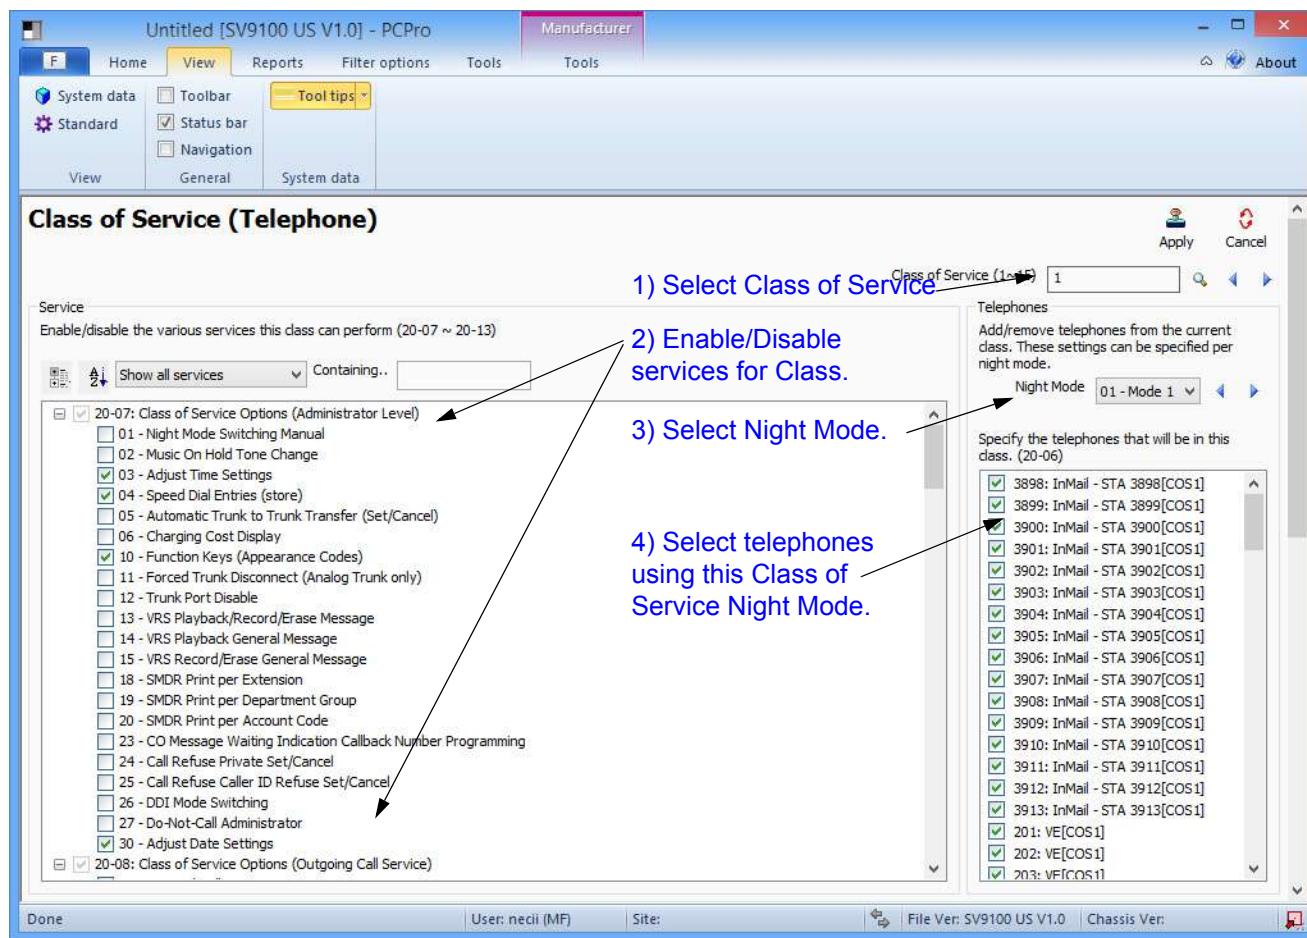 Untitled [SV9100 US V1.0] - PCPro
Manufacturer
F Home View Reports Filter options Tools Tools About
System data Toolbar Tool tips
Standard Status bar
Navigation
View General System data
Class of Service (Telephone)
Apply Cancel
1) Select Class of Service
Class of Service (1~15) 1
Service
Enable/disable the various services this class can perform (20-07 ~ 20-13)
Show all services Containing..
2) Enable/Disable
services for Class.
3) Select Night Mode.
4) Select telephones
using this Class of
Service Night Mode.
20-07: Class of Service Options (Administrator Level)
01 - Night Mode Switching Manual
02 - Music On Hold Tone Change
03 - Adjust Time Settings
04 - Speed Dial Entries (store)
05 - Automatic Trunk to Trunk Transfer (Set/Cancel)
06 - Charging Cost Display
10 - Function Keys (Appearance Codes)
11 - Forced Trunk Disconnect (Analog Trunk only)
12 - Trunk Port Disable
13 - VRS Playback/Record/Erase Message
14 - VRS Playback General Message
15 - VRS Record/Erase General Message
18 - SMDR Print per Extension
19 - SMDR Print per Department Group
20 - SMDR Print per Account Code
23 - CO Message Waiting Indication Callback Number Programming
24 - Call Refuse Private Set/Cancel
25 - Call Refuse Caller ID Refuse Set/Cancel
26 - DDI Mode Switching
27 - Do-Not-Call Administrator
30 - Adjust Date Settings
20-08: Class of Service Options (Outgoing Call Service)
Telephones
Add/remove telephones from the current
class. These settings can be specified per
night mode.
Night Mode 01 - Mode 1
Specify the telephones that will be in this
class. (20-06)
3898: InMail - STA 3898[COS1]
3899: InMail - STA 3899[COS1]
3900: InMail - STA 3900[COS1]
3901: InMail - STA 3901[COS1]
3902: InMail - STA 3902[COS1]
3903: InMail - STA 3903[COS1]
3904: InMail - STA 3904[COS1]
3905: InMail - STA 3905[COS1]
3906: InMail - STA 3906[COS1]
3907: InMail - STA 3907[COS1]
3908: InMail - STA 3908[COS1]
3909: InMail - STA 3909[COS1]
3910: InMail - STA 3910[COS1]
3911: InMail - STA 3911[COS1]
3912: InMail - STA 3912[COS1]
3913: InMail - STA 3913[COS1]
201: VE[COS1]
202: VE[COS1]
203: VE[COS1]
Done User: necii (MF) Site: File Ver: SV9100 US V1.0 Chassis Ver: